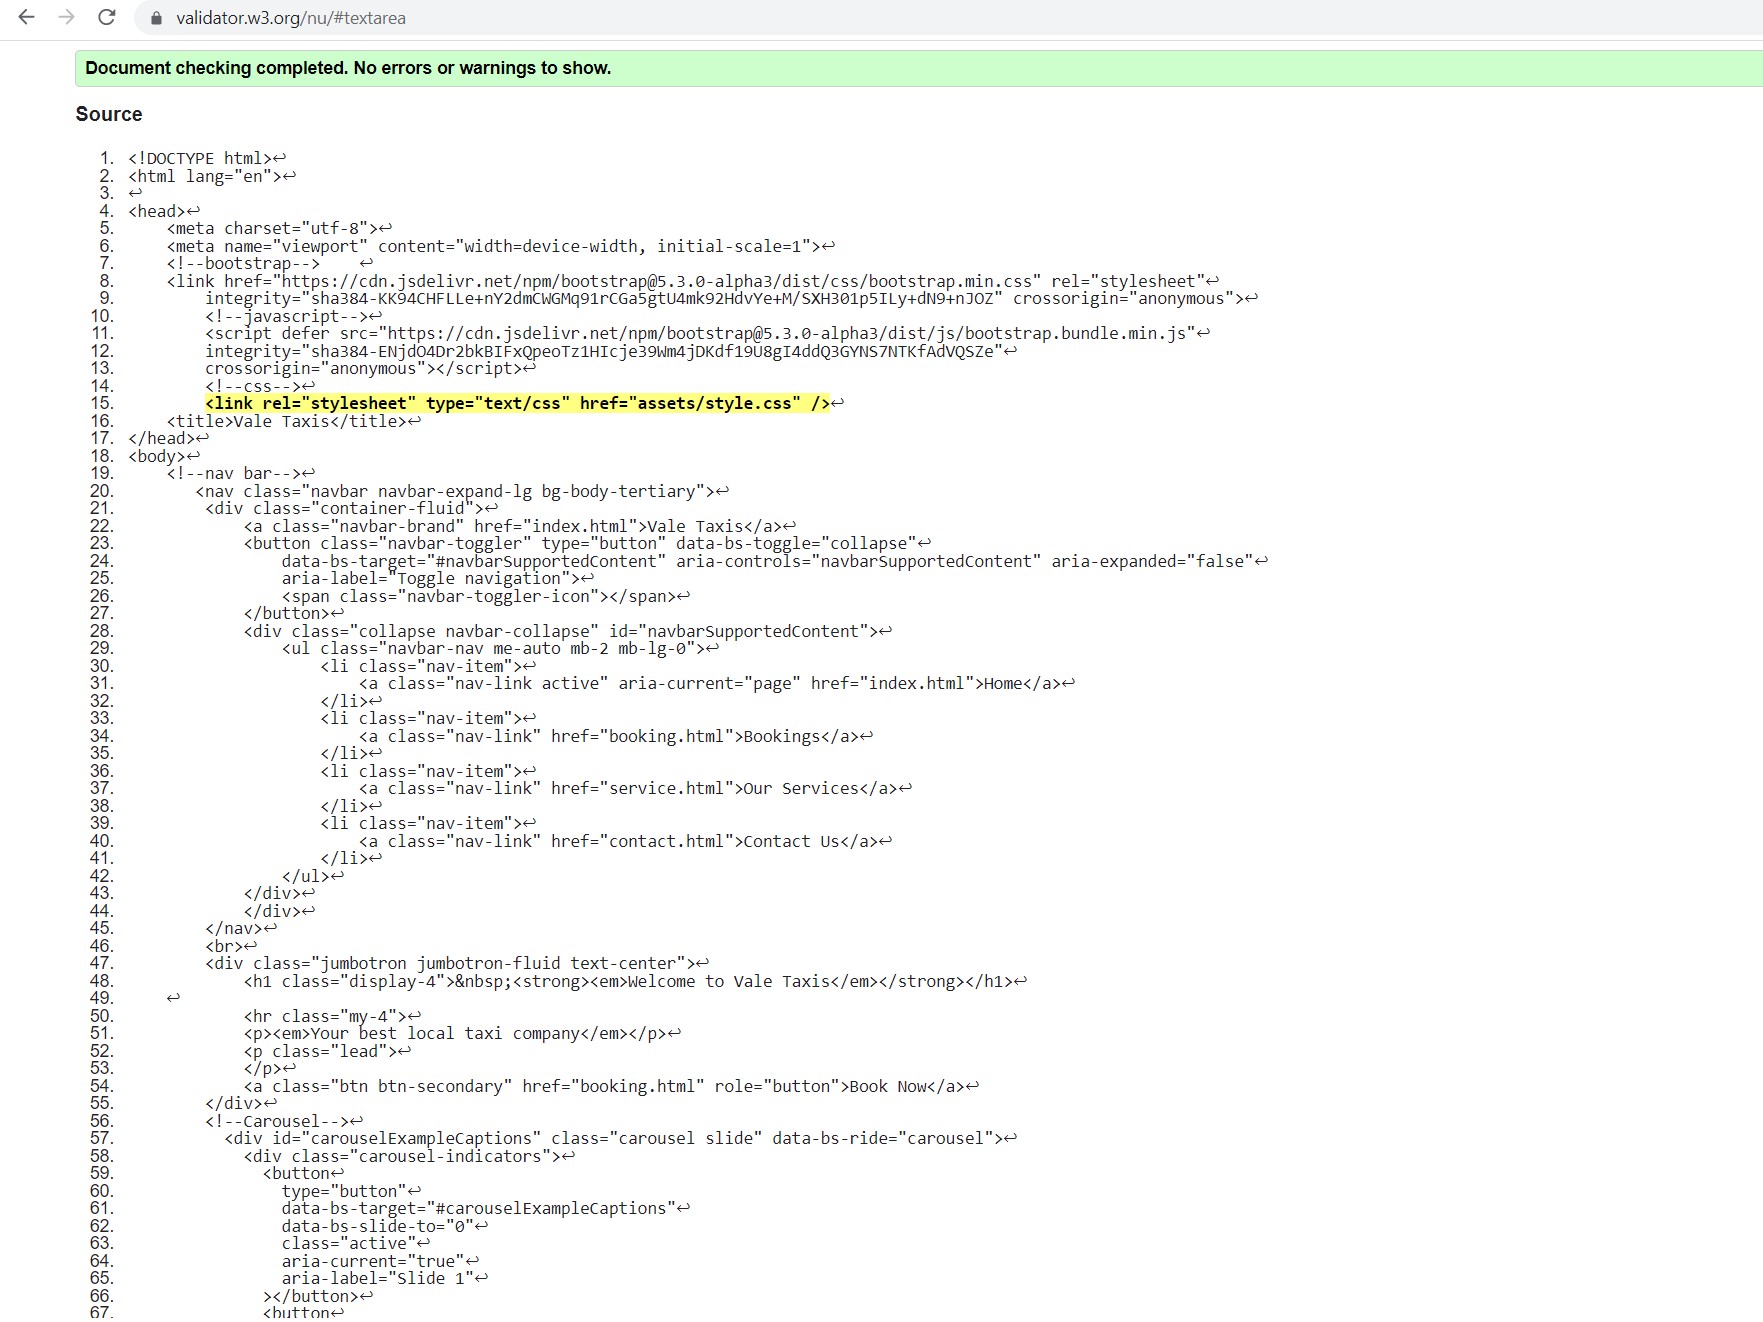 validator.w3.org/nu/#textarea
Document checking completed. No errors or warnings to show.
Source
1. <!DOCTYPE html>↩
2. <html lang="en">↩
3. ↩
4. <head>↩
5. <meta charset="utf-8">↩
6. <meta name="viewport" content="width=device-width, initial-scale=1">↩
7. <!--bootstrap--> ↩
8. <link href="https://cdn.jsdelivr.net/npm/bootstrap@5.3.0-alpha3/dist/css/bootstrap.min.css" rel="stylesheet"↩
9. integrity="sha384-KK94CHFLLe+nY2dmCWGMq91rCGa5gtU4mk92HdvYe+M/SXH301p5ILy+dN9+nJOZ" crossorigin="anonymous">↩
10. <!--javascript-->↩
11. <script defer src="https://cdn.jsdelivr.net/npm/bootstrap@5.3.0-alpha3/dist/js/bootstrap.bundle.min.js"↩
12. integrity="sha384-ENjdO4Dr2bkBIFxQpeoTz1HIcje39Wm4jDKdf19U8gI4ddQ3GYNS7NTKfAdVQSZe"↩
13. crossorigin="anonymous"></script>↩
14. <!--css-->↩
15. <link rel="stylesheet" type="text/css" href="assets/style.css" />↩
16. <title>Vale Taxis</title>↩
17. </head>↩
18. <body>↩
19. <!--nav bar-->↩
20. <nav class="navbar navbar-expand-lg bg-body-tertiary">↩
21. <div class="container-fluid">↩
22. <a class="navbar-brand" href="index.html">Vale Taxis</a>↩
23. <button class="navbar-toggler" type="button" data-bs-toggle="collapse"↩
24. data-bs-target="#navbarSupportedContent" aria-controls="navbarSupportedContent" aria-expanded="false"↩
25. aria-label="Toggle navigation">↩
26. <span class="navbar-toggler-icon"></span>↩
27. </button>↩
28. <div class="collapse navbar-collapse" id="navbarSupportedContent">↩
29. <ul class="navbar-nav me-auto mb-2 mb-lg-0">↩
30. <li class="nav-item">↩
31. <a class="nav-link active" aria-current="page" href="index.html">Home</a>↩
32. </li>↩
33. <li class="nav-item">↩
34. <a class="nav-link" href="booking.html">Bookings</a>↩
35. </li>↩
36. <li class="nav-item">↩
37. <a class="nav-link" href="service.html">Our Services</a>↩
38. </li>↩
39. <li class="nav-item">↩
40. <a class="nav-link" href="contact.html">Contact Us</a>↩
41. </li>↩
42. </ul>↩
43. </div>↩
44. </div>↩
45. </nav>↩
46. <br>↩
47. <div class="jumbotron jumbotron-fluid text-center">↩
48. <h1 class="display-4">&nbsp;<strong><em>Welcome to Vale Taxis</em></strong></h1>↩
49. ↩
50. <hr class="my-4">↩
51. <p><em>Your best local taxi company</em></p>↩
52. <p class="lead">↩
53. </p>↩
54. <a class="btn btn-secondary" href="booking.html" role="button">Book Now</a>↩
55. </div>↩
56. <!--Carousel-->↩
57. <div id="carouselExampleCaptions" class="carousel slide" data-bs-ride="carousel">↩
58. <div class="carousel-indicators">↩
59. <button↩
60. type="button"↩
61. data-bs-target="#carouselExampleCaptions"↩
62. data-bs-slide-to="0"↩
63. class="active"↩
64. aria-current="true"↩
65. aria-label="Slide 1"↩
66. ></button>↩
67. <button↩